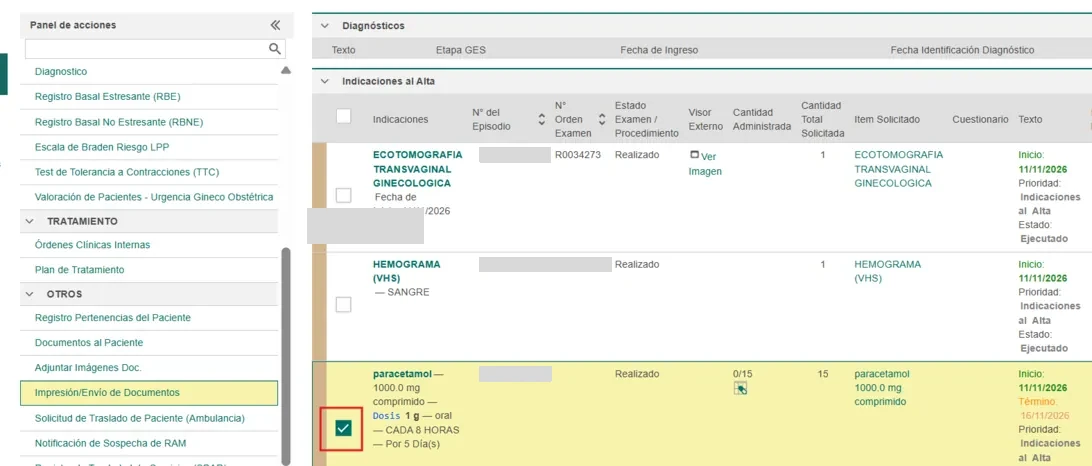 Panel de acciones
Diagnostico
Registro Basal Estresante (RBE)
Registro Basal No Estresante (RBNE)
Escala de Braden Riesgo LPP
Test de Tolerancia a Contracciones (TTC)
Valoración de Pacientes - Urgencia Gineco Obstétrica
TRATAMIENTO
Órdenes Clínicas Internas
Plan de Tratamiento
OTROS
Registro Pertenencias del Paciente
Documentos al Paciente
Adjuntar Imágenes Doc.
Impresión/Envío de Documentos
Solicitud de Traslado de Paciente (Ambulancia)
Notificación de Sospecha de RAM
Diagnósticos
Texto Etapa GES Fecha de Ingreso Fecha Identificación Diagnóstico
Indicaciones al Alta
Indicaciones
N° del
Episodio
N°
Orden
Examen
Estado
Examen /
Procedimiento
Visor
Externo
Cantidad
Administrada
Cantidad
Total
Solicitada
Item Solicitado
Cuestionario
Texto
ECOTOMOGRAFIA
TRANSVAGINAL
GINECOLOGICA
Fecha de
/2026
R0034273
Realizado
Ver
Imagen
1
ECOTOMOGRAFIA
TRANSVAGINAL
GINECOLOGICA
Inicio:
11/11/2026
Prioridad:
Indicaciones
al Alta
Estado:
Ejecutado
HEMOGRAMA
(VHS)
— SANGRE
Realizado
1
HEMOGRAMA
(VHS)
Inicio:
11/11/2026
Prioridad:
Indicaciones
al Alta
Estado:
Ejecutado
paracetamol —
1000.0 mg
comprimido —
Dosis 1 g — oral
— CADA 8 HORAS
— Por 5 Día(s)
Realizado
0/15
15
paracetamol
1000.0 mg
comprimido
Inicio:
11/11/2026
Término:
16/11/2026
Prioridad:
Indicaciones
al Alta